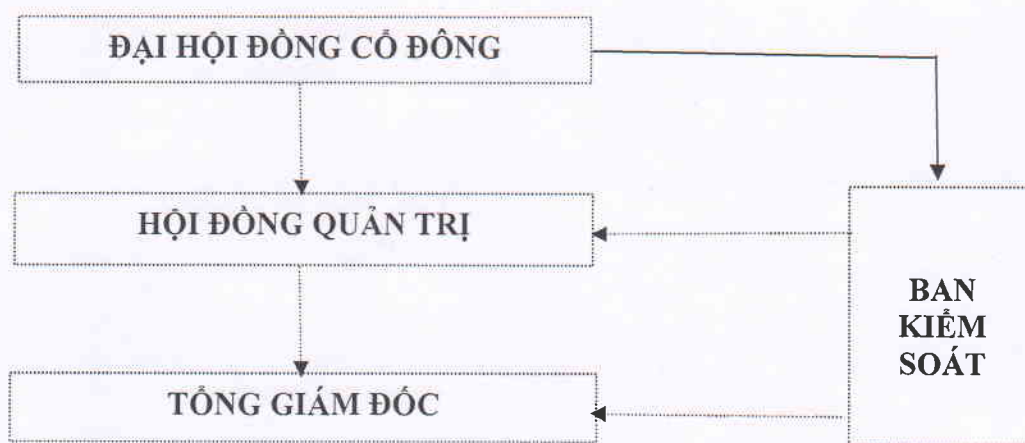 ĐẠI HỘI ĐỒNG CỔ ĐÔNG
HỘI ĐỒNG QUẢN TRỊ
BAN
KIỂM
SOÁT
TỔNG GIÁM ĐỐC